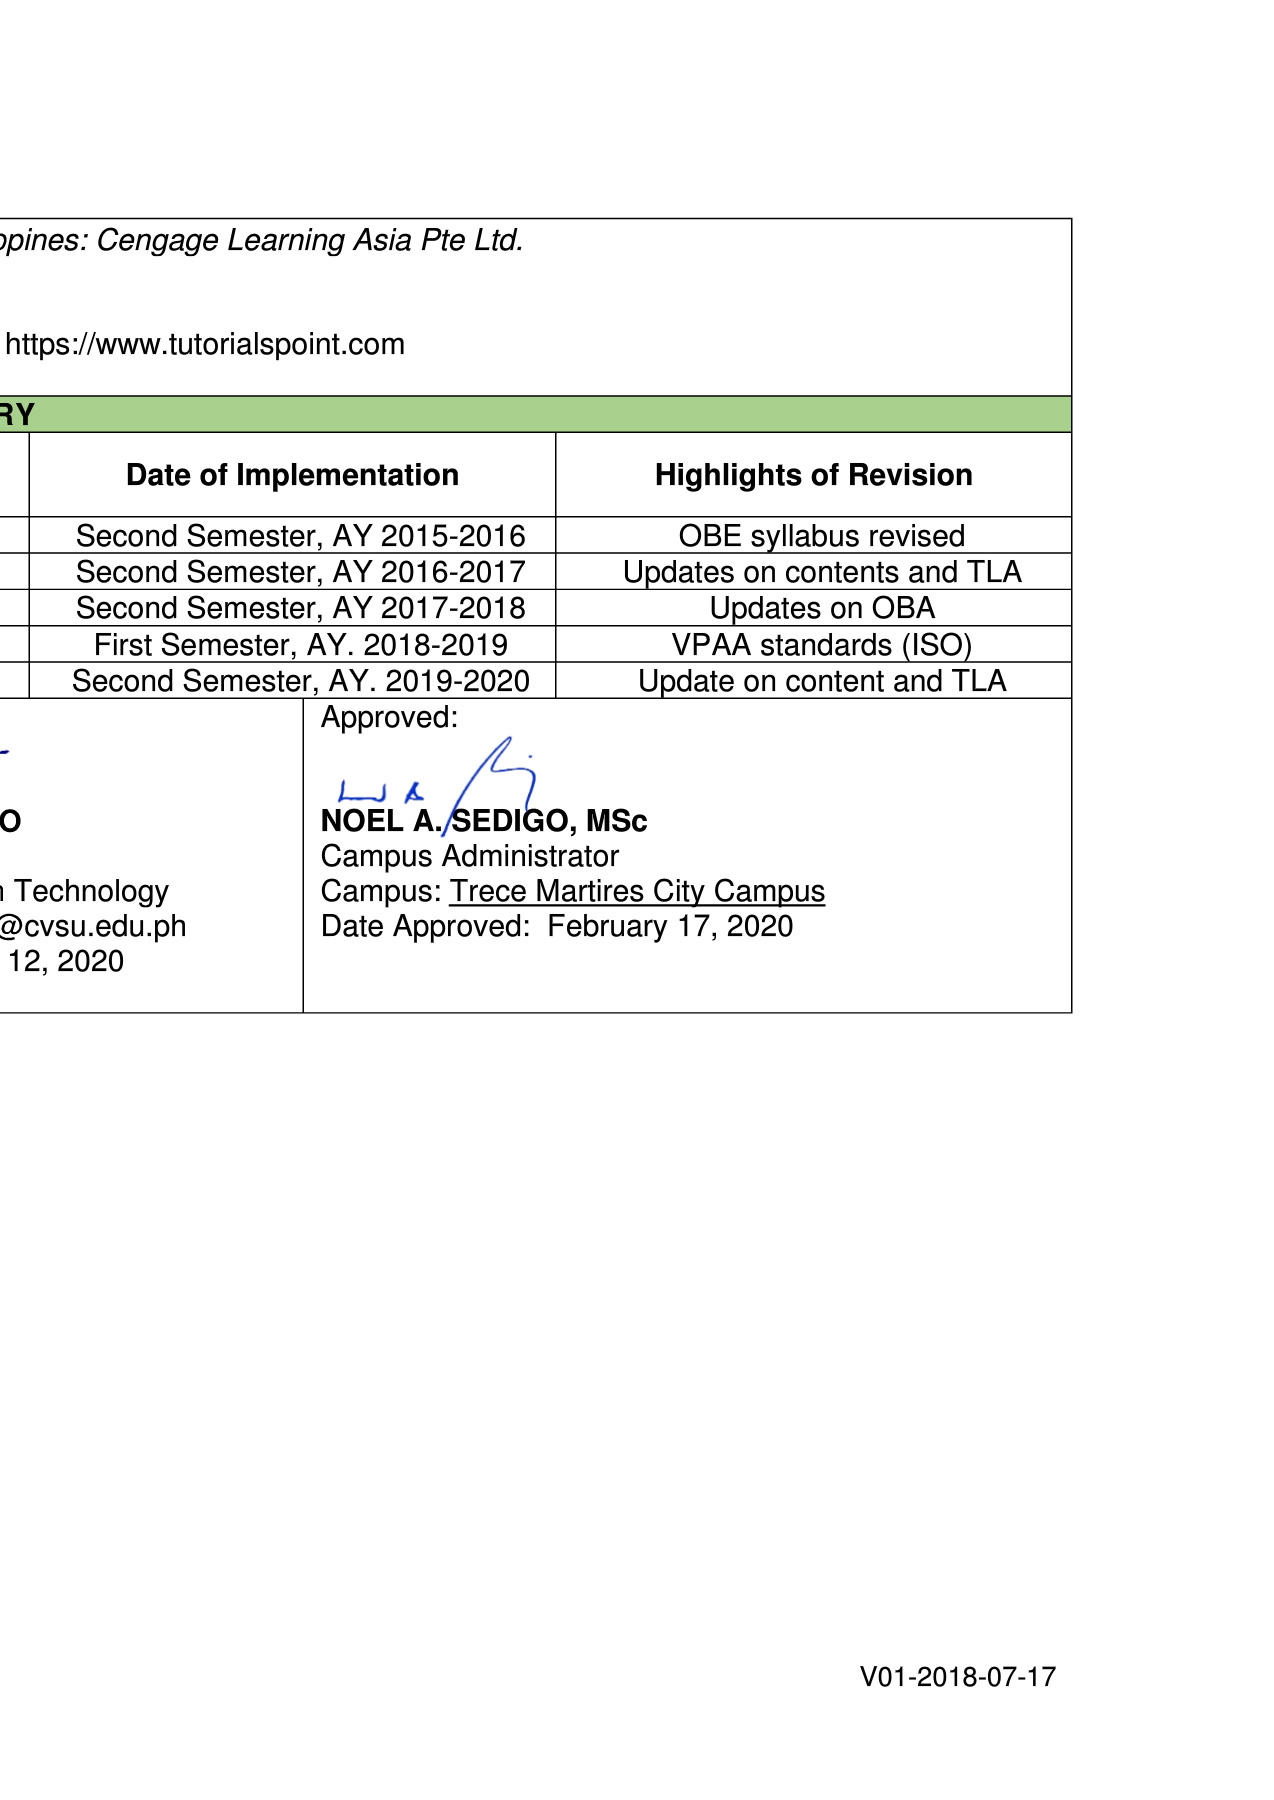 ppines: Cengage Learning Asia Pte Ltd.
https://www.tutorialspoint.com
RY
Date of Implementation Highlights of Revision
Second Semester, AY 2015-2016 OBE syllabus revised
Second Semester, AY 2016-2017 Updates on contents and TLA
Second Semester, AY 2017-2018 Updates on OBA
First Semester, AY. 2018-2019 VPAA standards (ISO)
Second Semester, AY. 2019-2020 Update on content and TLA
O
n Technology
@cvsu.edu.ph
12, 2020
Approved:
NOEL A. SEDIGO, MSc
Campus Administrator
Campus: Trece Martires City Campus
Date Approved: February 17, 2020
V01-2018-07-17